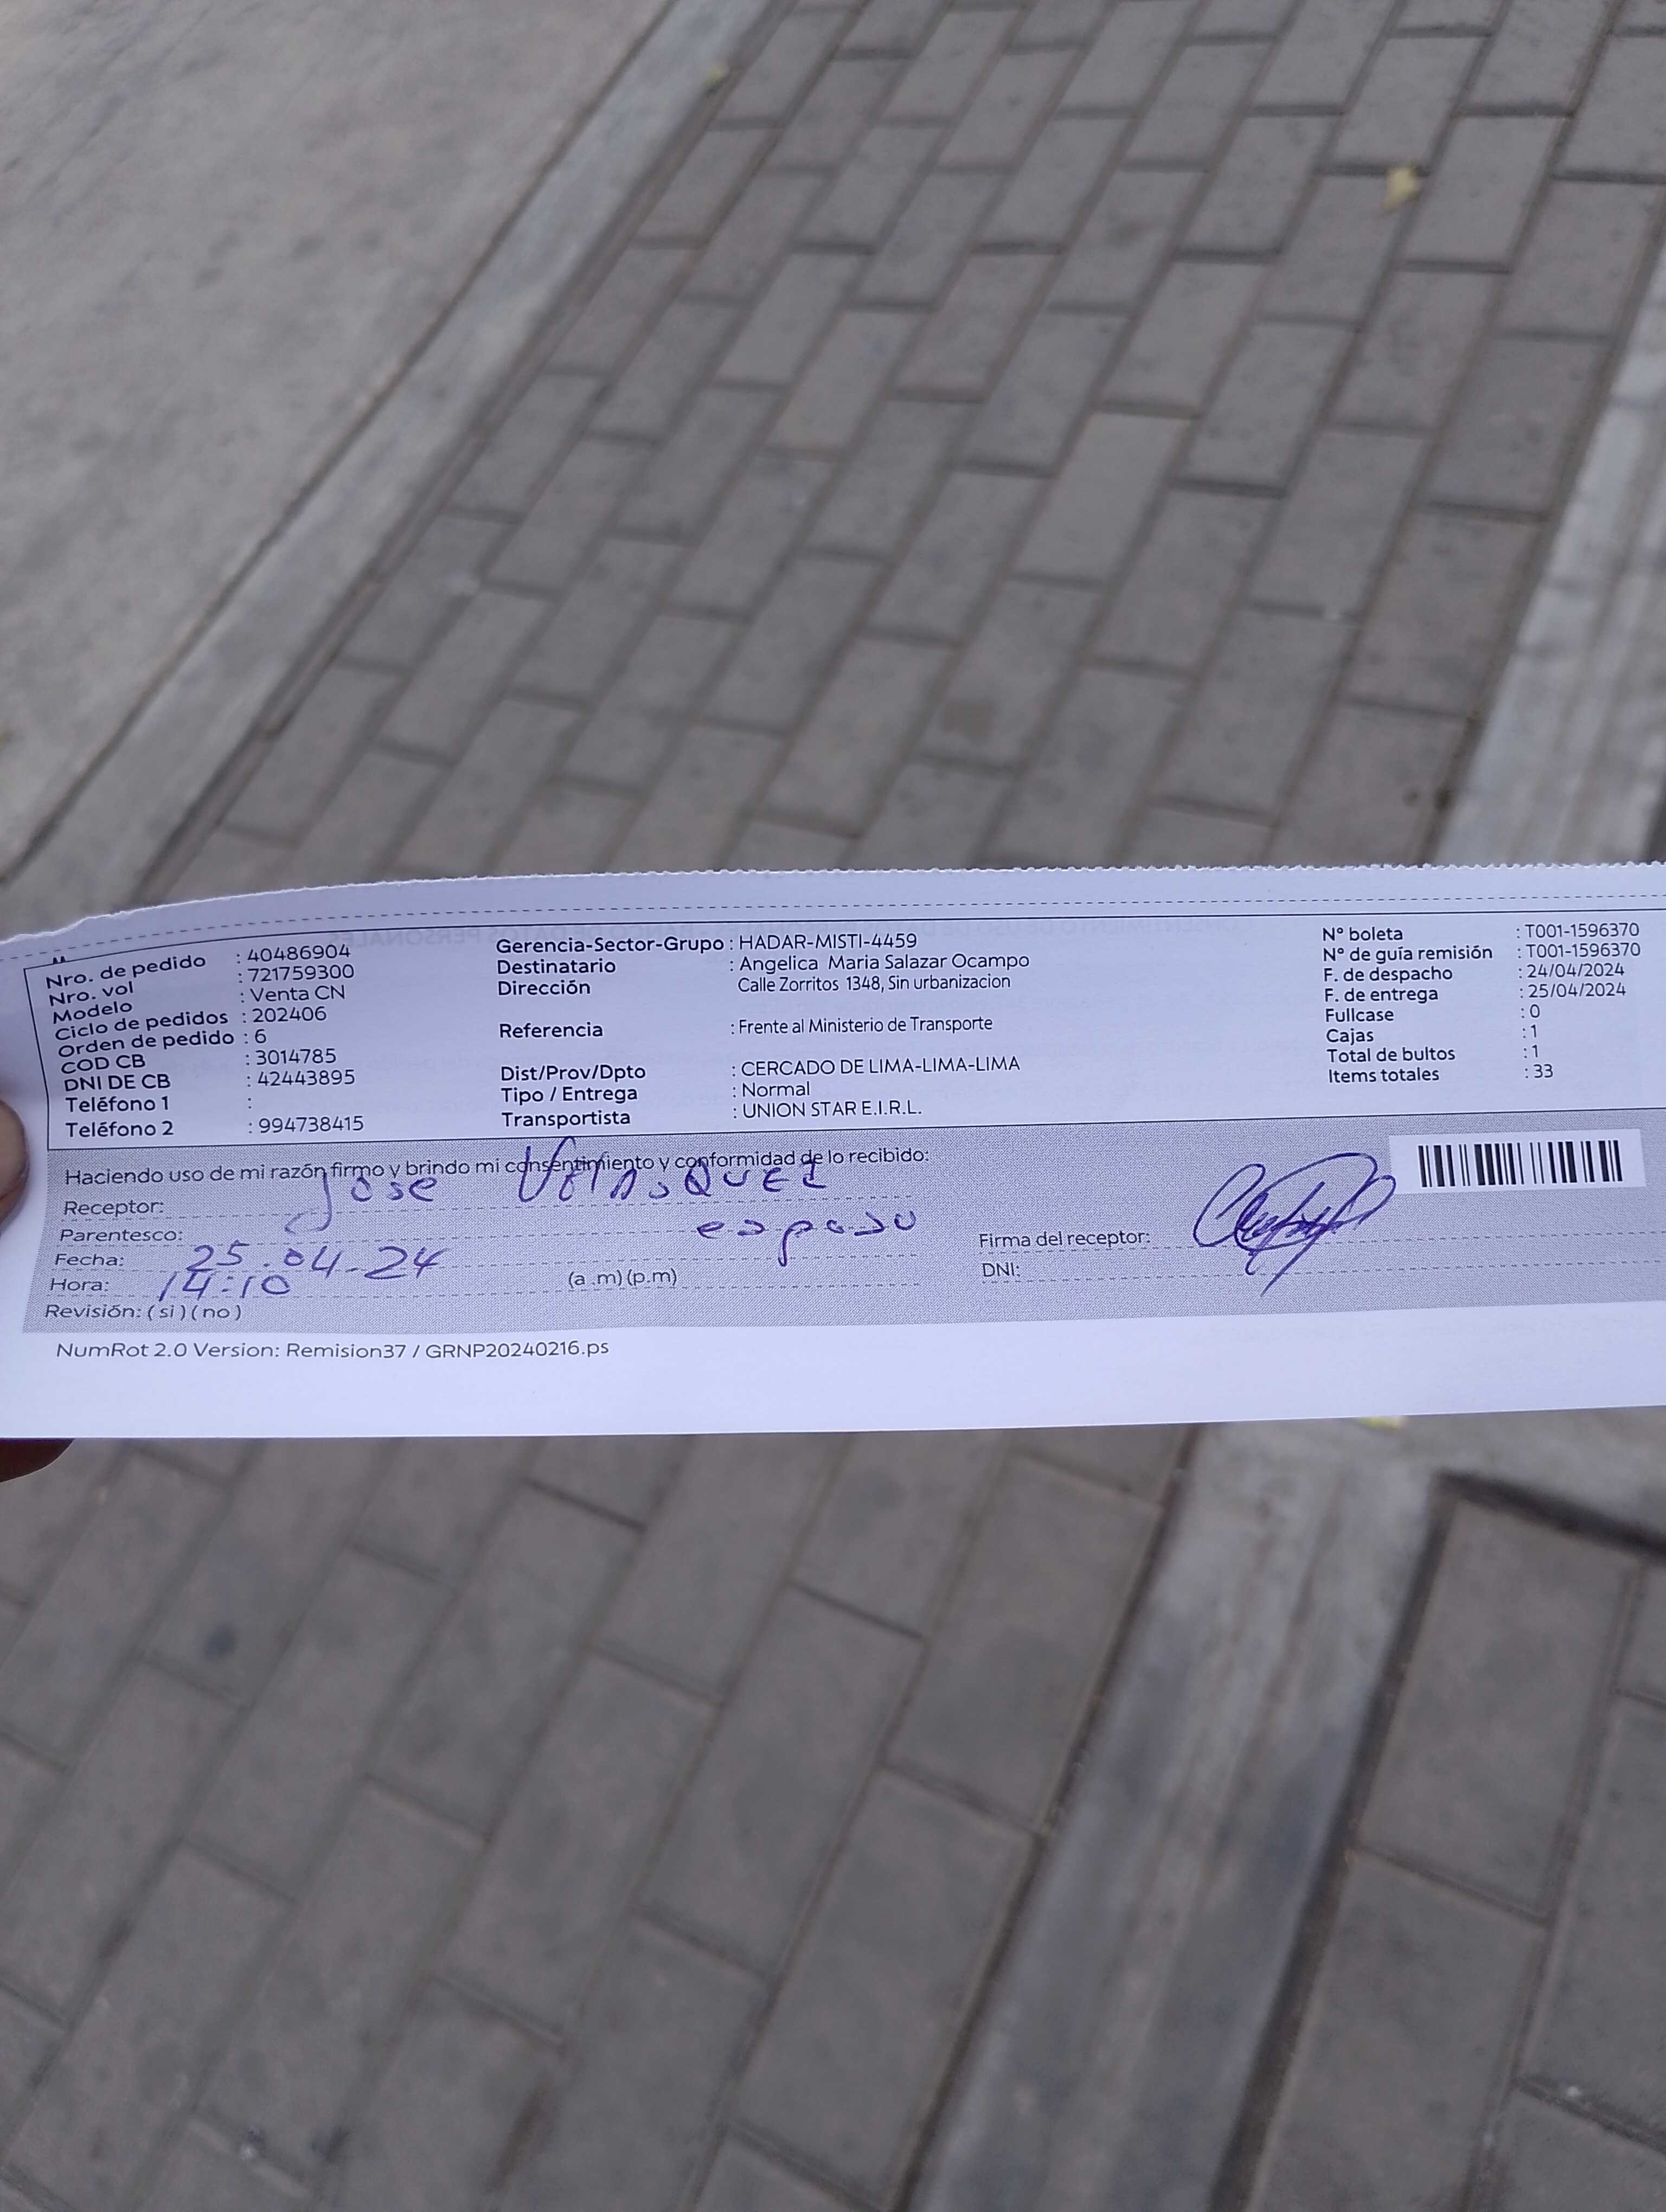 Nro. de pedido : 40486904
Nro. vol : 721759300
Modelo : Venta CN
Ciclo de pedidos : 202406
Orden de pedido : 6
COD CB : 3014785
DNI DE CB : 42443895
Teléfono 1 :
Teléfono 2 : 994738415
Gerencia-Sector-Grupo : HADAR-MISTI-4459
Destinatario : Angelica Maria Salazar Ocampo
Dirección Calle Zorritos 1348, Sin urbanizacion
Referencia : Frente al Ministerio de Transporte
Dist/Prov/Dpto : CERCADO DE LIMA-LIMA-LIMA
Tipo / Entrega : Normal
Transportista : UNION STAR E.I.R.L.
N° boleta : T001-1596370
N° de guía remisión : T001-1596370
F. de despacho : 24/04/2024
F. de entrega : 25/04/2024
Fullcase : 0
Cajas : 1
Total de bultos : 1
Items totales : 33
Haciendo uso de mi razón firmo y brindo mi consentimiento y conformidad de lo recibido:
Receptor: Jose VelasQUEZ
Parentesco: esposo
Fecha: 25.04-24
Hora: 14:10 (a .m) (p.m)
Revisión: ( si ) ( no )
Firma del receptor:
DNI:
NumRot 2.0 Version: Remision37 / GRNP20240216.ps